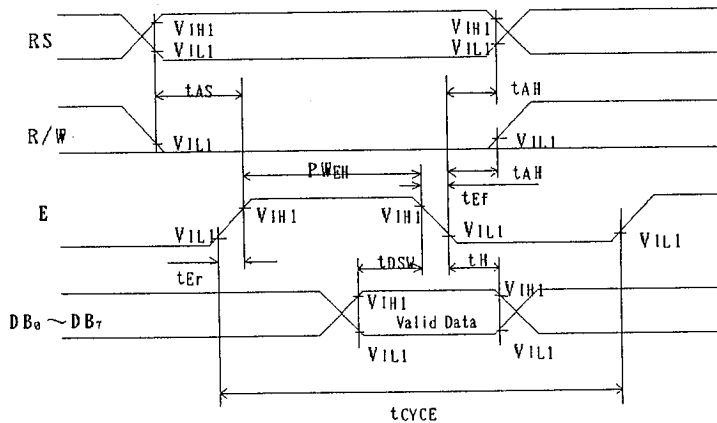 RS VIH1 VIL1 VIH1 VIL1
tAS tAH
R/W VIL1 VIL1
PWEH tAH
tEf
E VIL1 VIH1 VIH1 VIL1 VIL1
tEr tDSW tH
DB0～DB7 VIH1 Valid Data VIH1
VIL1 VIL1
tCYCE